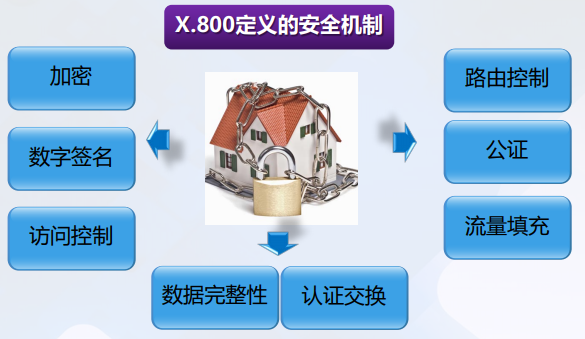 X.800定义的安全机制
加密
数字签名
访问控制
路由控制
公证
流量填充
数据完整性
认证交换